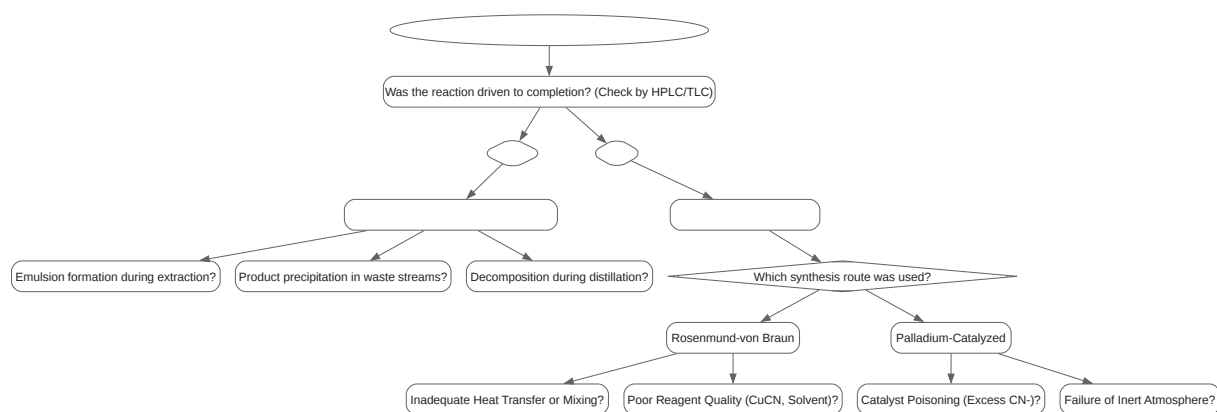 Was the reaction driven to completion? (Check by HPLC/TLC)
Emulsion formation during extraction?
Product precipitation in waste streams?
Decomposition during distillation?
Which synthesis route was used?
Rosenmund-von Braun
Palladium-Catalyzed
Inadequate Heat Transfer or Mixing?
Poor Reagent Quality (CuCN, Solvent)?
Catalyst Poisoning (Excess CN-)?
Failure of Inert Atmosphere?